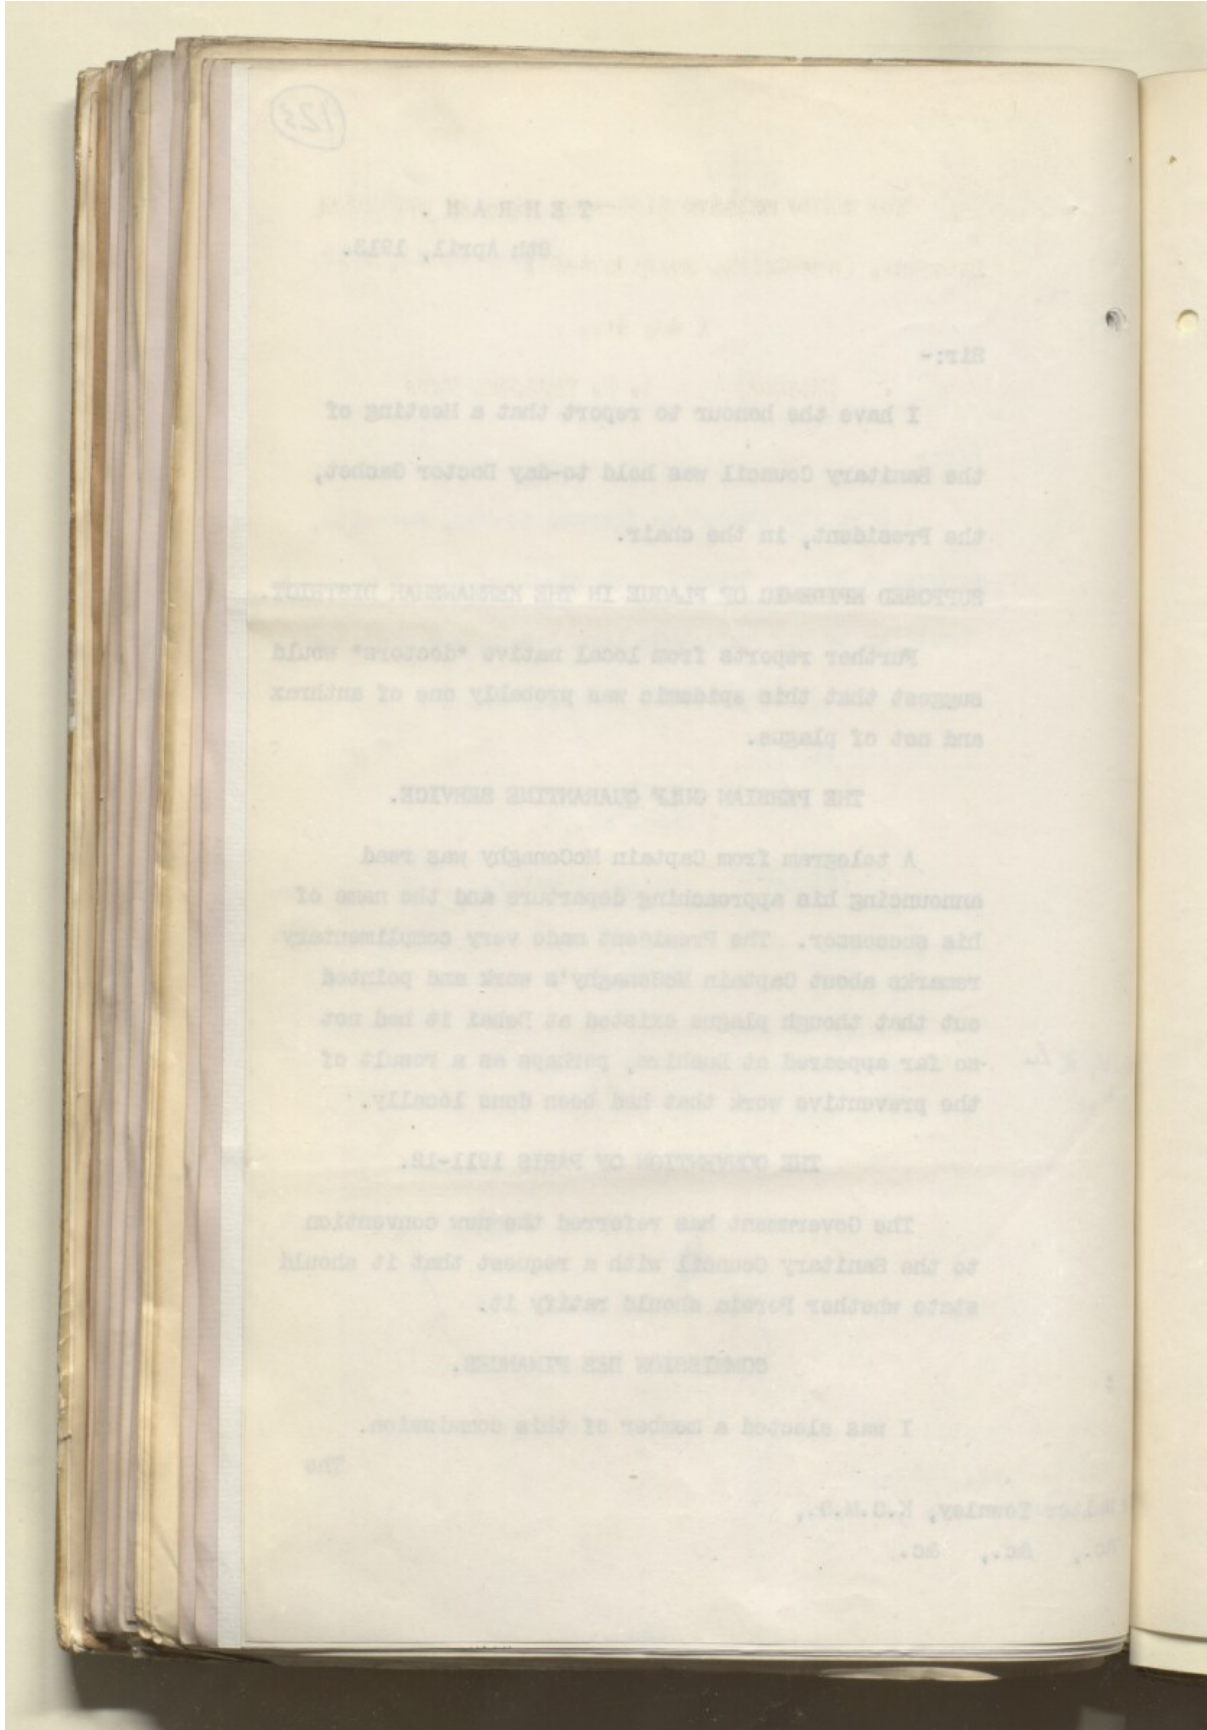 123
TEHRAN.
8th April, 1913.
Sir:-
I have the honour to report that a Meeting of
the Sanitary Council was held to-day Doctor Gachet,
the President, in the chair.
SUPPOSED EPIDEMIC OF PLAGUE IN THE KERMANSHAH DISTRICT.
Further reports from local native "doctors" would
suggest that this epidemic was probably one of anthrax
and not of plague.
THE PERSIAN GULF QUARANTINE SERVICE.
A telegram from Captain McConaghy was read
announcing his approaching departure and the name of
his successor. The President made very complimentary
remarks about Captain McConaghy's work and pointed
out that though plague existed at Debai it had not
so far appeared at Bushire, perhaps as a result of
the preventive work that had been done locally.
THE CONVENTION OF PARIS 1911-12.
The Government has referred the new convention
to the Sanitary Council with a request that it should
state whether Persia should ratify it.
COMMISSION DES FINANCES.
I was elected a member of this commission.
The
Townley, K.C.M.G.,
&c., &c., &c.